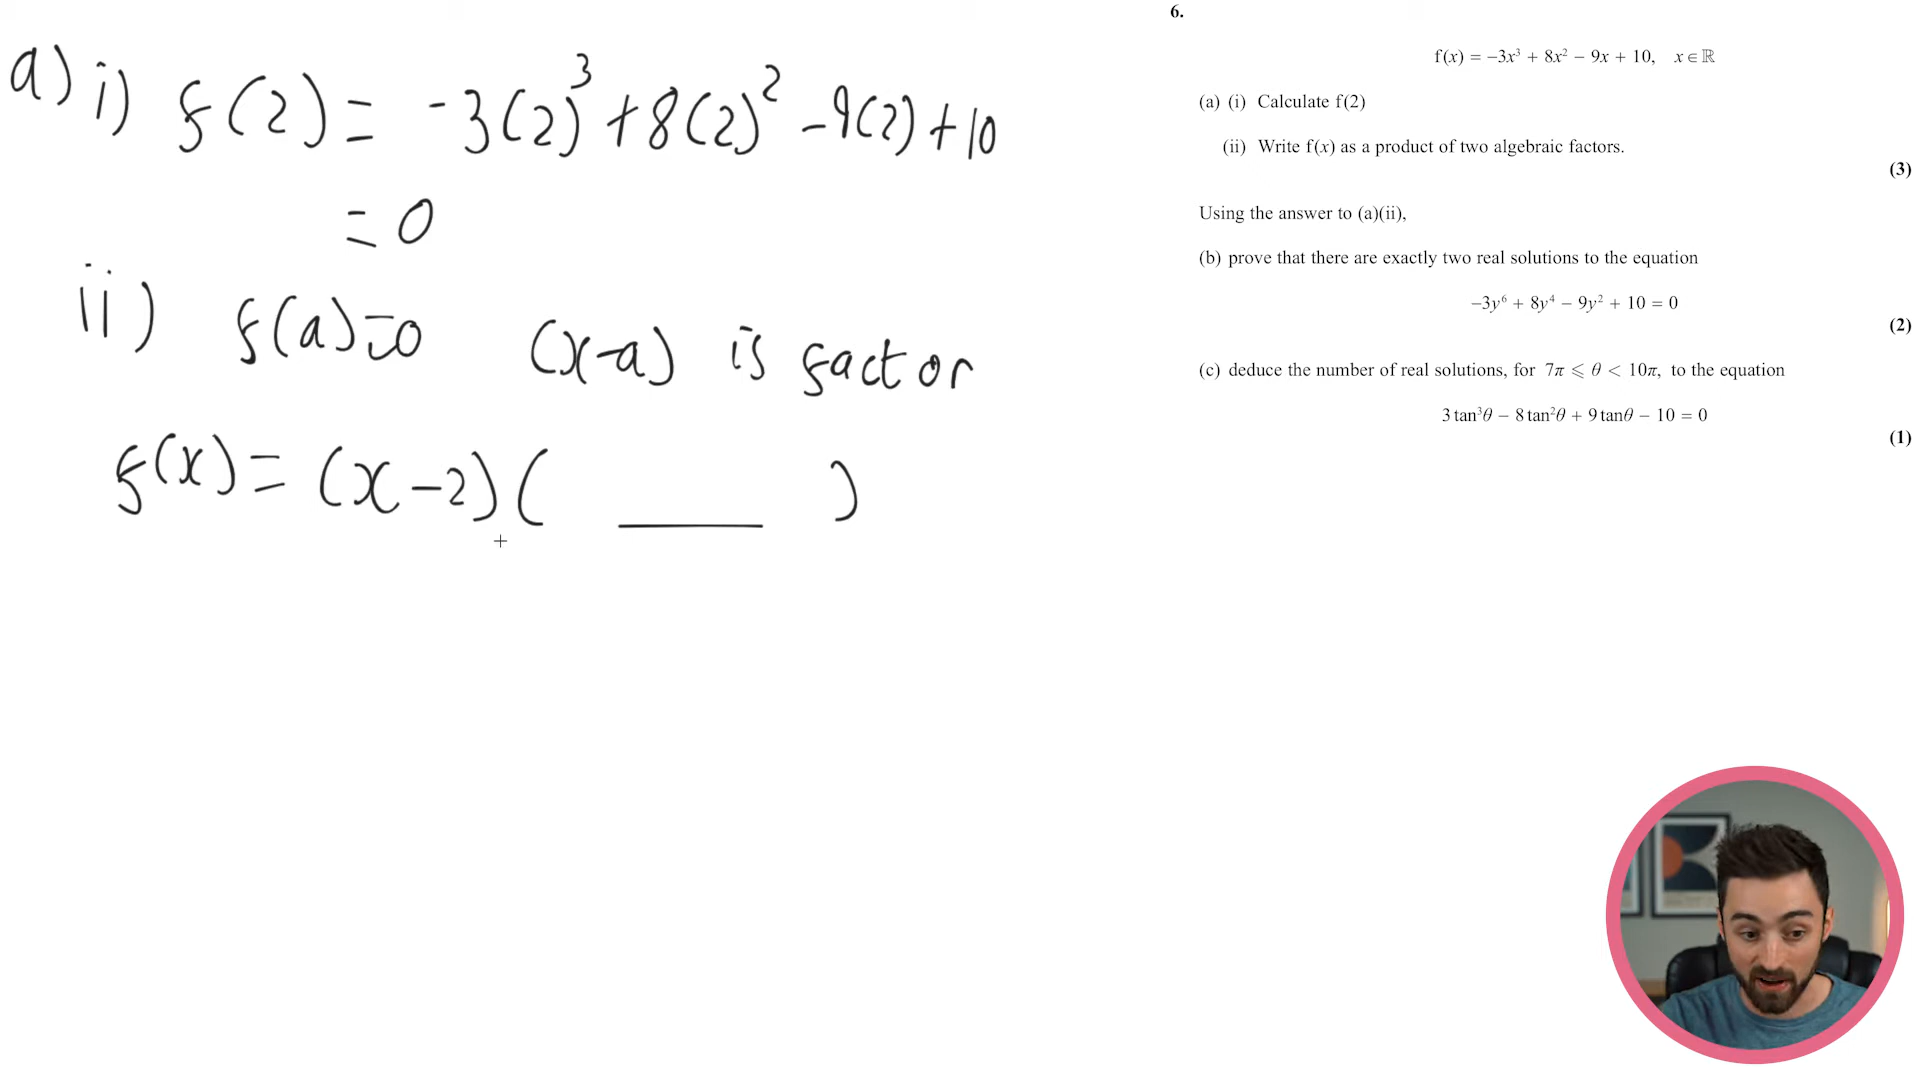 a) i) f(2) = -3(2)³ + 8(2)² - 9(2) + 10
= 0
ii) f(a)=0 (x-a) is factor
f(x) = (x-2)( ____ )
6.
f(x) = −3x³ + 8x² − 9x + 10, x ∈ ℝ
(a) (i) Calculate f(2)
(ii) Write f(x) as a product of two algebraic factors.
(3)
Using the answer to (a)(ii),
(b) prove that there are exactly two real solutions to the equation
−3y⁶ + 8y⁴ − 9y² + 10 = 0
(2)
(c) deduce the number of real solutions, for 7π ⩽ θ < 10π, to the equation
3 tan³θ − 8 tan²θ + 9 tanθ − 10 = 0
(1)